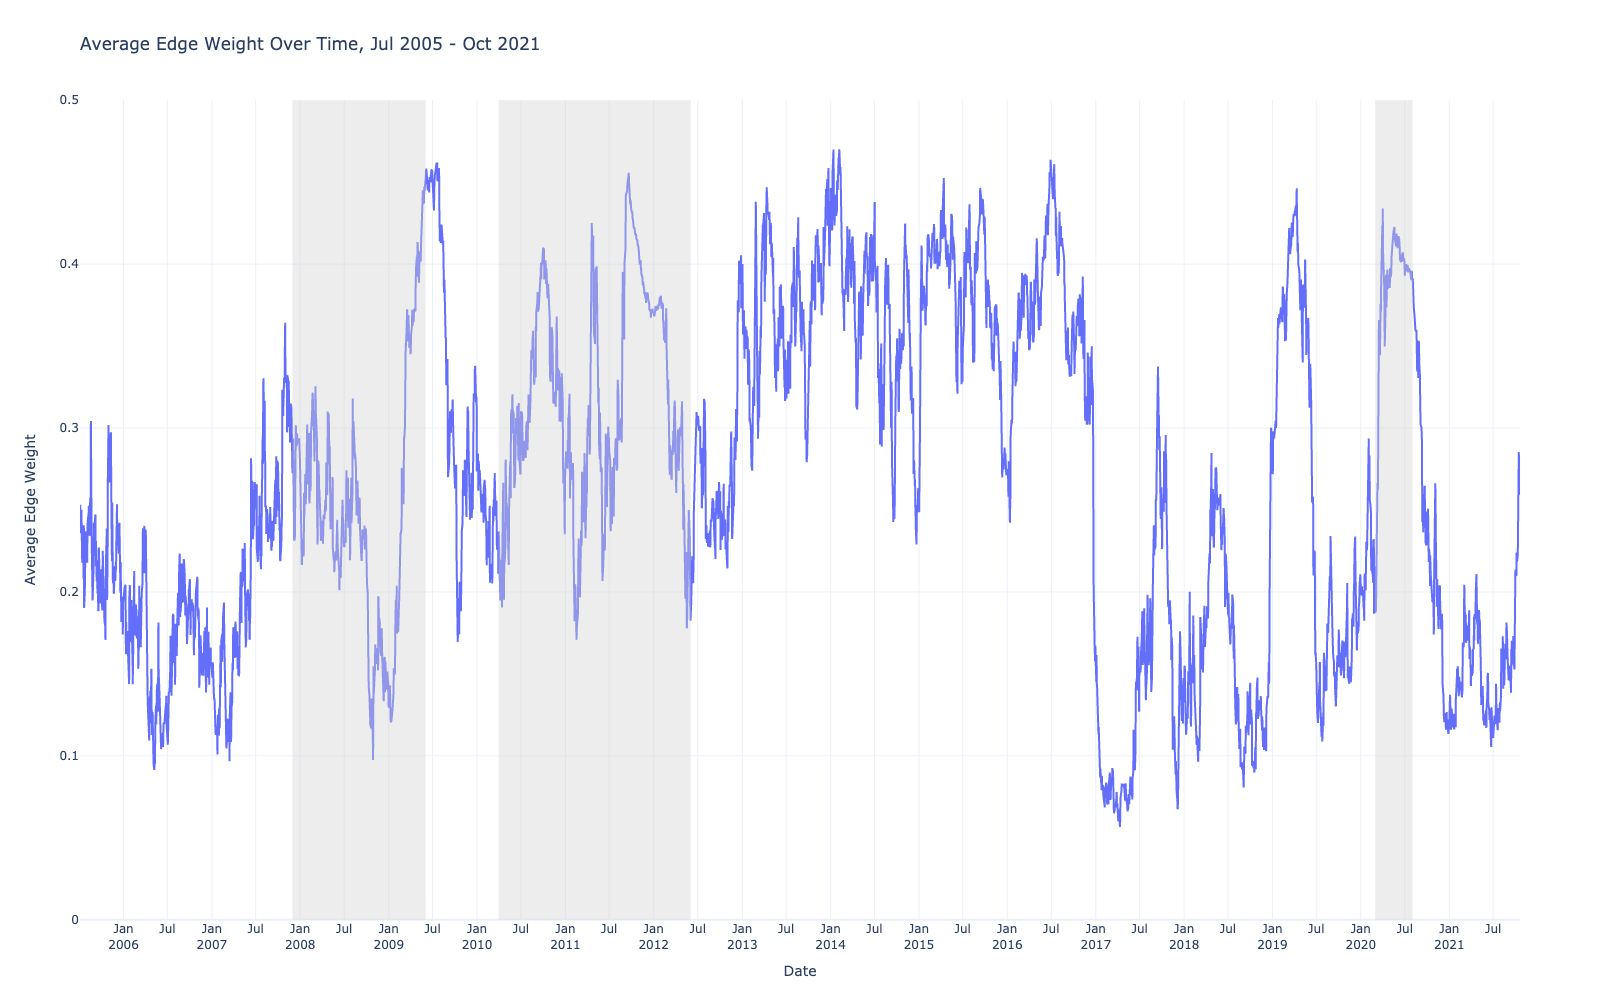 Average Edge Weight Over Time, Jul 2005 - Oct 2021
0.5
0.4
0.3
0.2
0.1
0
Average Edge Weight
Jan Jul Jan Jul Jan Jul Jan Jul Jan Jul Jan Jul Jan Jul Jan Jul Jan Jul Jan Jul Jan Jul Jan Jul Jan Jul Jan Jul Jan Jul Jan Jul
2006 2007 2008 2009 2010 2011 2012 2013 2014 2015 2016 2017 2018 2019 2020 2021
Date